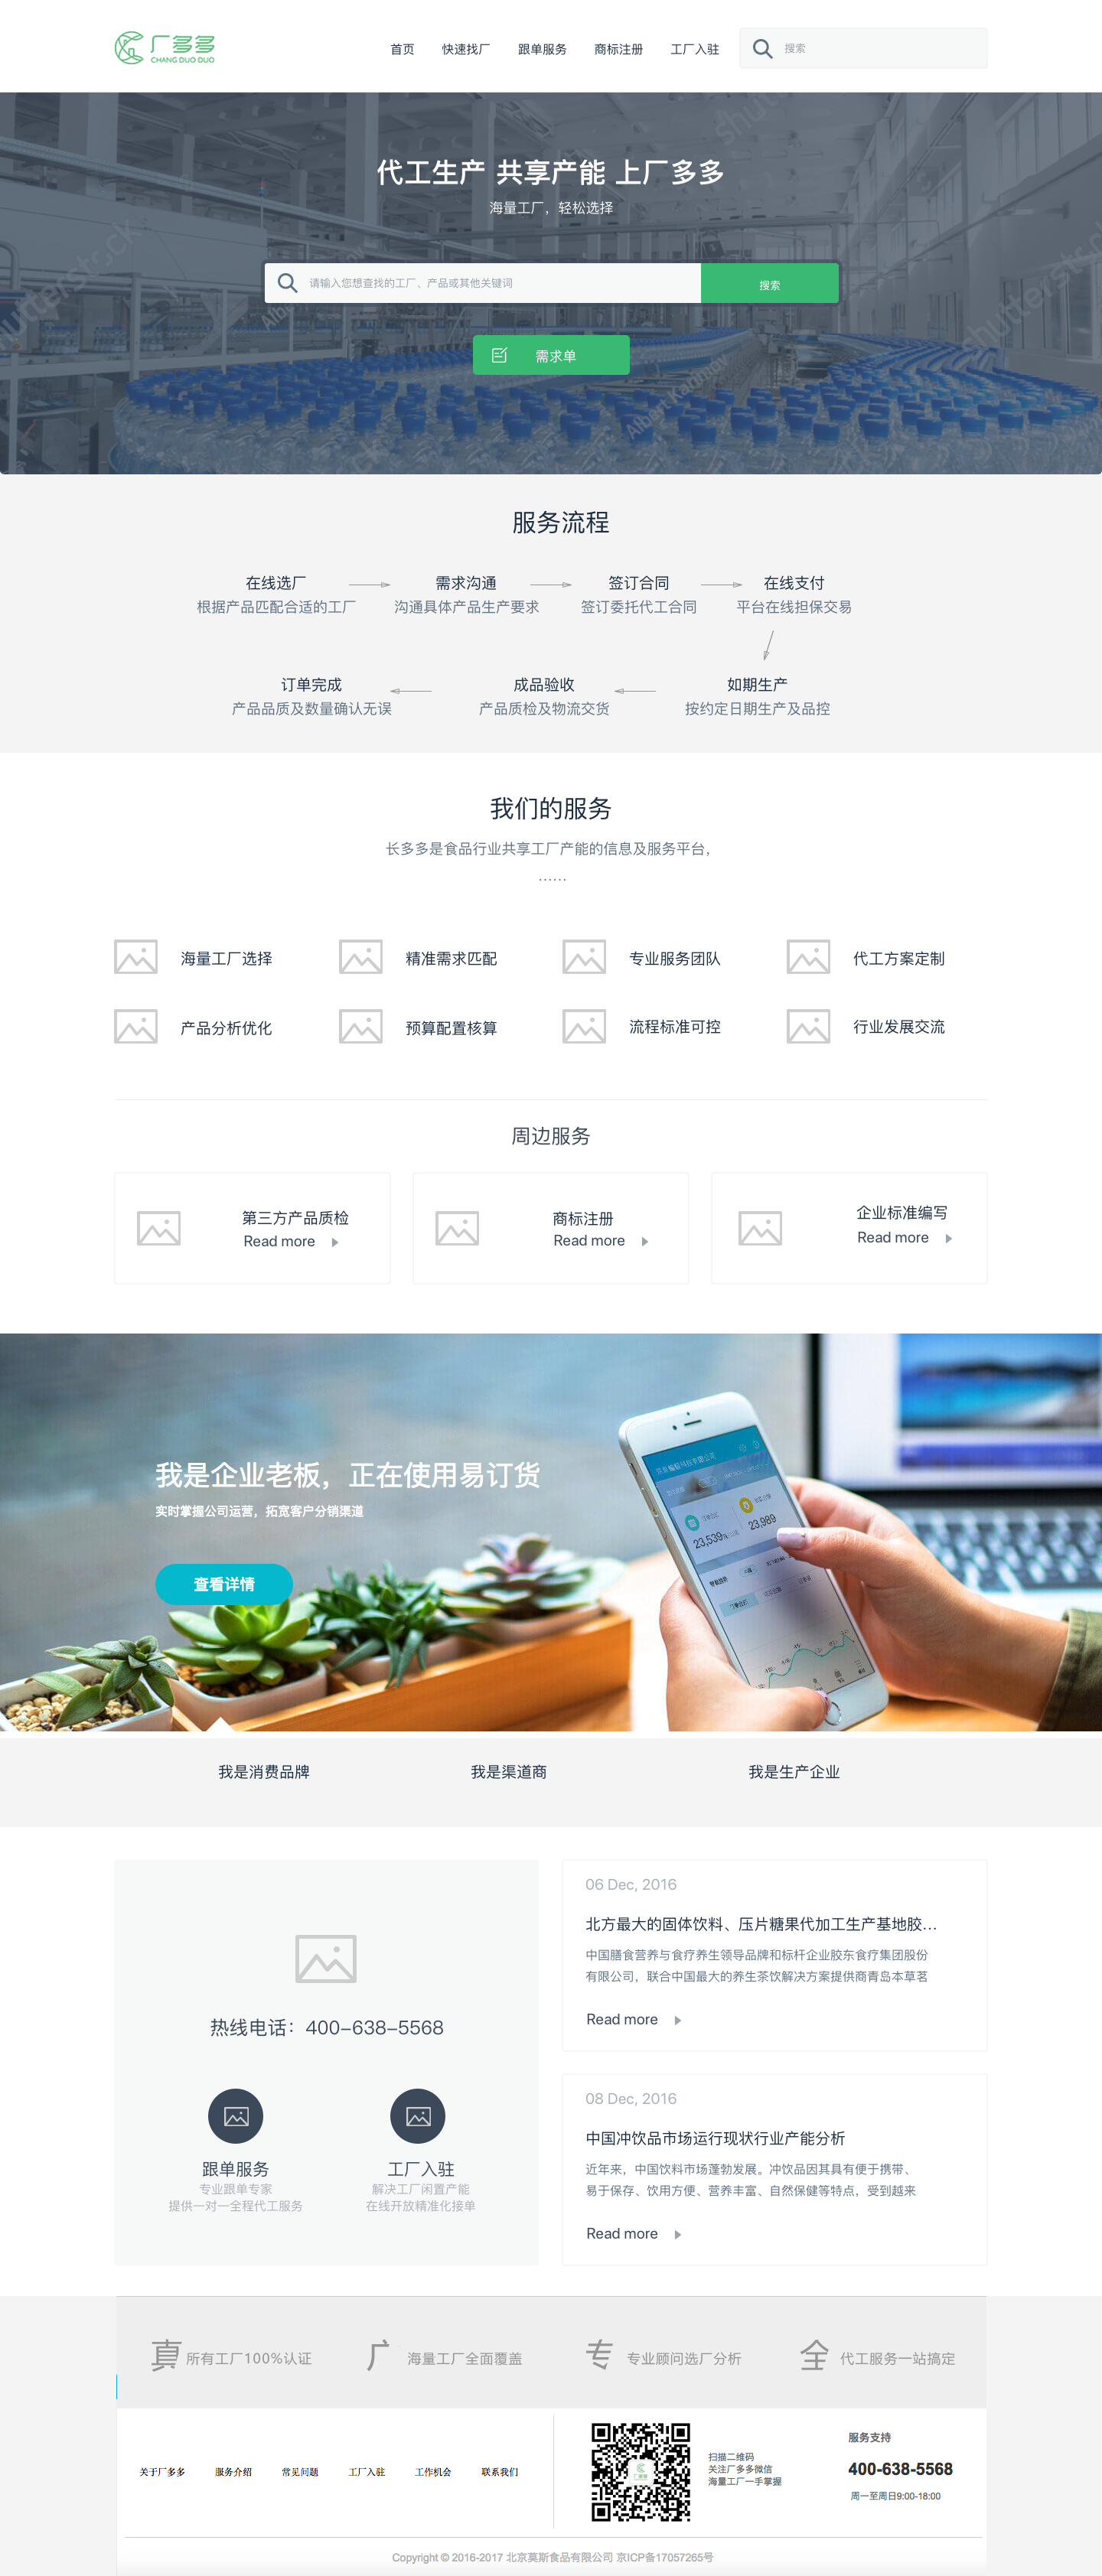 厂多多
CHANG DUO DUO
首页 快速找厂 跟单服务 商标注册 工厂入驻 搜索
代工生产 共享产能 上厂多多
海量工厂，轻松选择
请输入您想查找的工厂、产品或其他关键词 搜索
需求单
服务流程
在线选厂 需求沟通 签订合同 在线支付
根据产品匹配合适的工厂 沟通具体产品生产要求 签订委托代工合同 平台在线担保交易
订单完成 成品验收 如期生产
产品品质及数量确认无误 产品质检及物流交货 按约定日期生产及品控
我们的服务
长多多是食品行业共享工厂产能的信息及服务平台，
......
海量工厂选择 精准需求匹配 专业服务团队 代工方案定制
产品分析优化 预算配置核算 流程标准可控 行业发展交流
周边服务
第三方产品质检 商标注册 企业标准编写
Read more Read more Read more
我是企业老板，正在使用易订货
实时掌握公司运营，拓宽客户分销渠道
查看详情
23,539
23,989
我是消费品牌 我是渠道商 我是生产企业
热线电话：400-638-5568
跟单服务 工厂入驻
专业跟单专家 解决工厂闲置产能
提供一对一全程代工服务 在线开放精准化接单
06 Dec, 2016
北方最大的固体饮料、压片糖果代加工生产基地胶...
中国膳食营养与食疗养生领导品牌和标杆企业胶东食疗集团股份
有限公司，联合中国最大的养生茶饮解决方案提供商青岛本草茗
Read more
08 Dec, 2016
中国冲饮品市场运行现状行业产能分析
近年来，中国饮料市场蓬勃发展。冲饮品因其具有便于携带、
易于保存、饮用方便、营养丰富、自然保健等特点，受到越来
Read more
真 所有工厂100%认证 广 海量工厂全面覆盖 专 专业顾问选厂分析 全 代工服务一站搞定
关于厂多多 服务介绍 常见问题 工厂入驻 工作机会 联系我们
扫描二维码
关注厂多多微信
海量工厂一手掌握
服务支持
400-638-5568
周一至周日9:00-18:00
Copyright © 2016-2017 北京莫斯食品有限公司 京ICP备17057265号